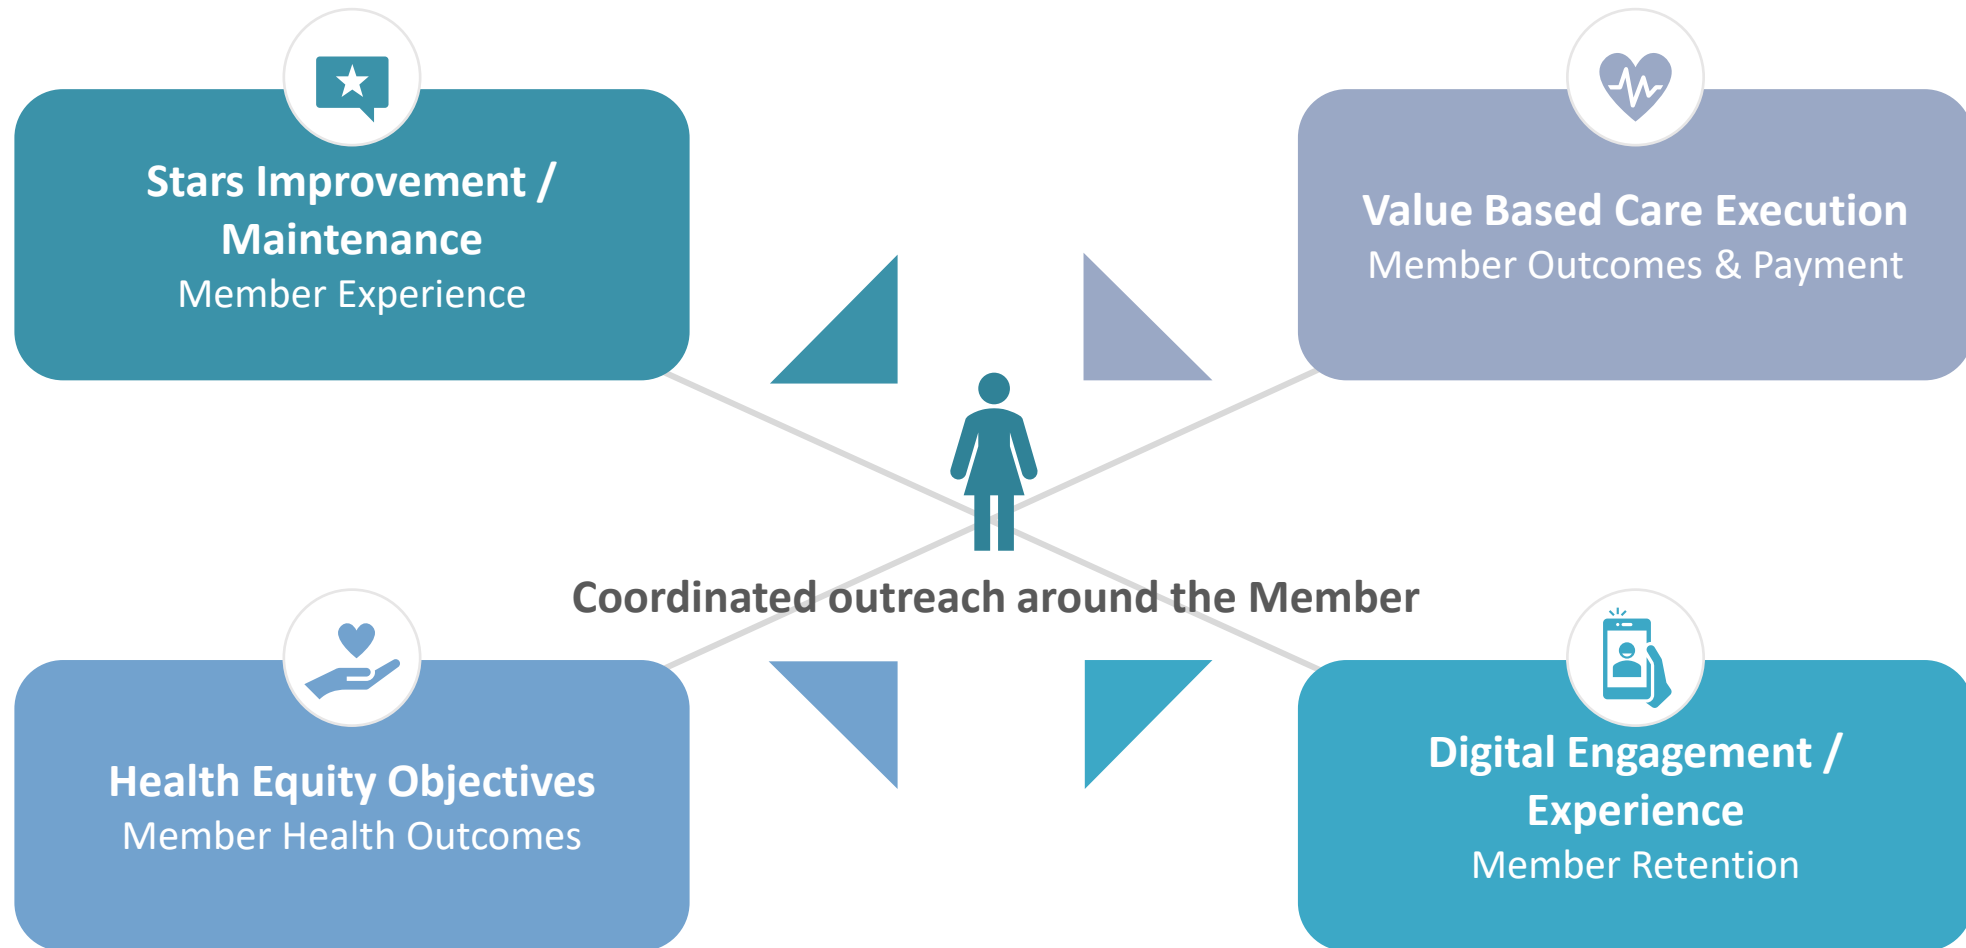 Stars Improvement /
Maintenance
Member Experience
Value Based Care Execution
Member Outcomes & Payment
Coordinated outreach around the Member
Health Equity Objectives
Member Health Outcomes
Digital Engagement /
Experience
Member Retention